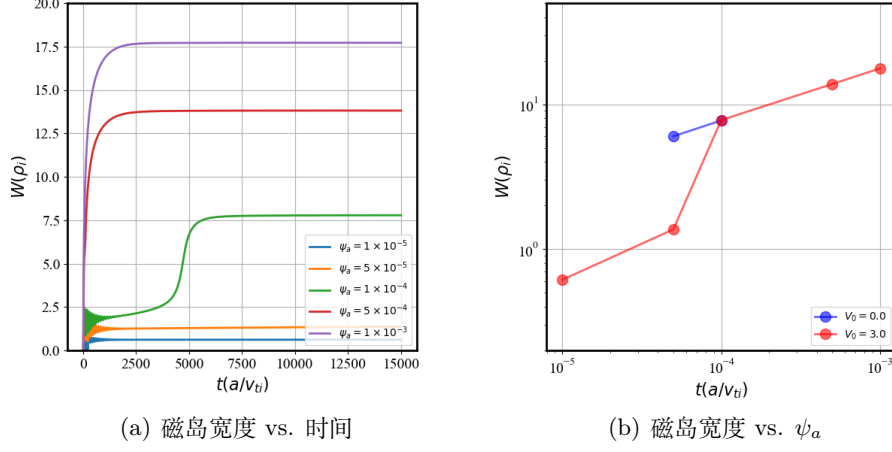 20.0
17.5
15.0
12.5
10.0
7.5
5.0
2.5
0.0
W(ρᵢ)
0
2500
5000
7500
10000
12500
15000
t(a/vₜᵢ)
ψₐ = 1 × 10⁻⁵
ψₐ = 5 × 10⁻⁵
ψₐ = 1 × 10⁻⁴
ψₐ = 5 × 10⁻⁴
ψₐ = 1 × 10⁻³
(a) 磁岛宽度 vs. 时间
10¹
10⁰
W(ρᵢ)
10⁻⁵
10⁻⁴
10⁻³
t(a/vₜᵢ)
V₀ = 0.0
V₀ = 3.0
(b) 磁岛宽度 vs. ψₐ